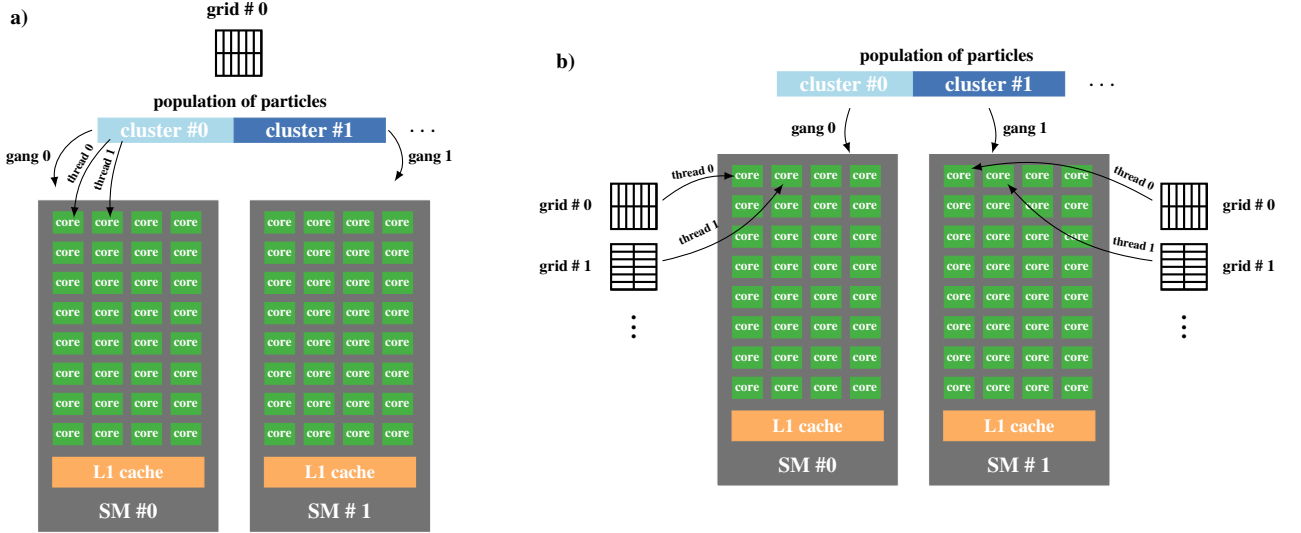 a)
grid # 0
population of particles
cluster #0 cluster #1 . . .
gang 0 thread 0 thread 1 gang 1
core core core core core core core core
core core core core core core core core
core core core core core core core core
core core core core core core core core
core core core core core core core core
core core core core core core core core
core core core core core core core core
core core core core core core core core
L1 cache L1 cache
SM #0 SM # 1
b)
population of particles
cluster #0 cluster #1 . . .
gang 0 gang 1
thread 0 core core core core core core core core thread 0
grid # 0 core core core core core core core core grid # 0
thread 1 core core core core core core core core thread 1
grid # 1 core core core core core core core core grid # 1
core core core core core core core core
core core core core core core core core
core core core core core core core core
core core core core core core core core
L1 cache L1 cache
SM #0 SM # 1